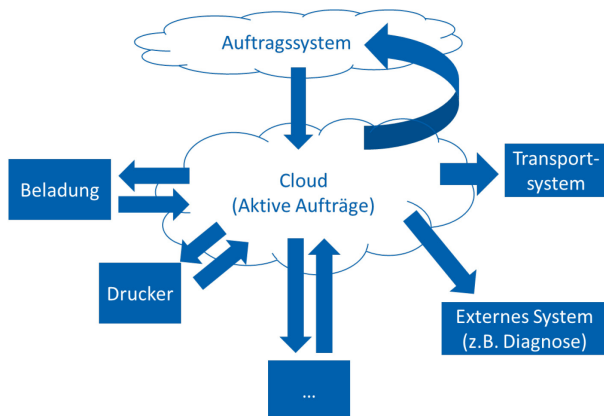 Auftragssystem
Cloud
(Aktive Aufträge)
Transport-
system
Beladung
Drucker
Externes System
(z.B. Diagnose)
...